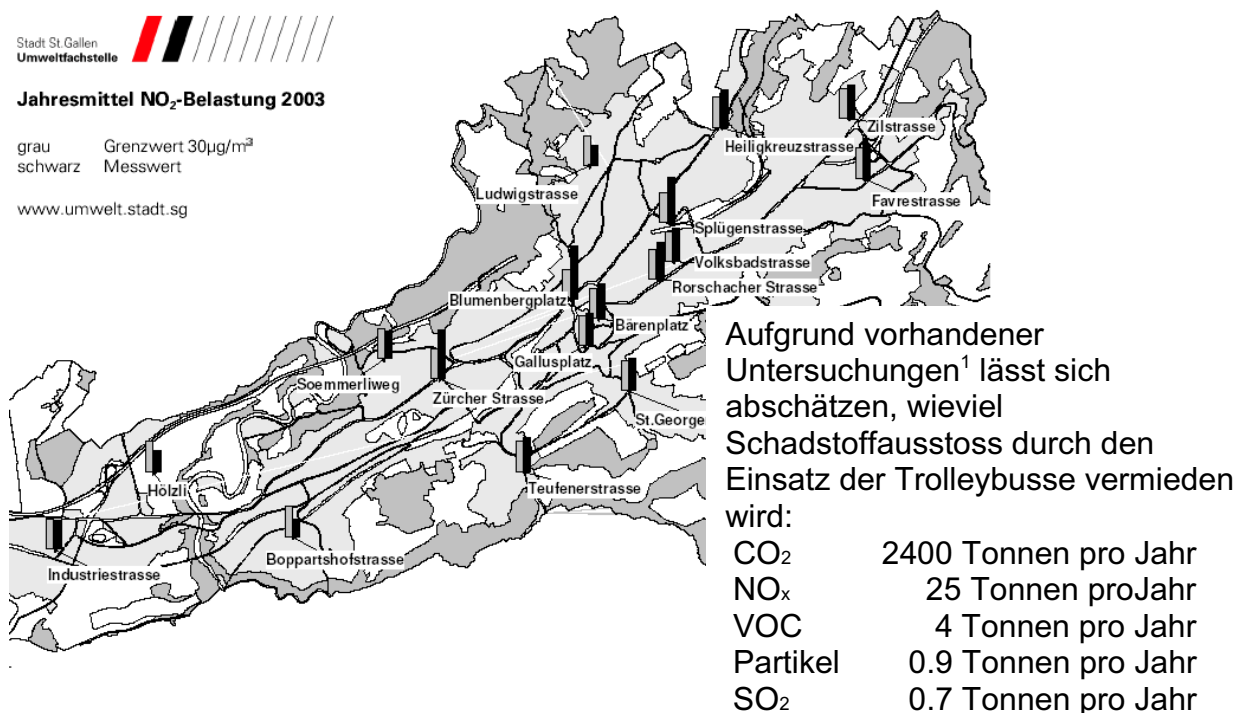 Stadt St.Gallen
Umweltfachstelle
Jahresmittel NO₂-Belastung 2003
grau Grenzwert 30µg/m³
schwarz Messwert
www.umwelt.stadt.sg
Zilstrasse
Heiligkreuzstrasse
Ludwigstrasse
Favrestrasse
Splügenstrasse
Volksbadstrasse
Rorschacher Strasse
Blumenbergplatz
Bärenplatz
Gallusplatz
Soemmerliweg
Zürcher Strasse
St.George
Teufenerstrasse
Hölzli
Boppartshofstrasse
Industriestrasse
Aufgrund vorhandener
Untersuchungen¹ lässt sich
abschätzen, wieviel
Schadstoffausstoss durch den
Einsatz der Trolleybusse vermieden
wird:
CO₂ 2400 Tonnen pro Jahr
NOₓ 25 Tonnen proJahr
VOC 4 Tonnen pro Jahr
Partikel 0.9 Tonnen pro Jahr
SO₂ 0.7 Tonnen pro Jahr